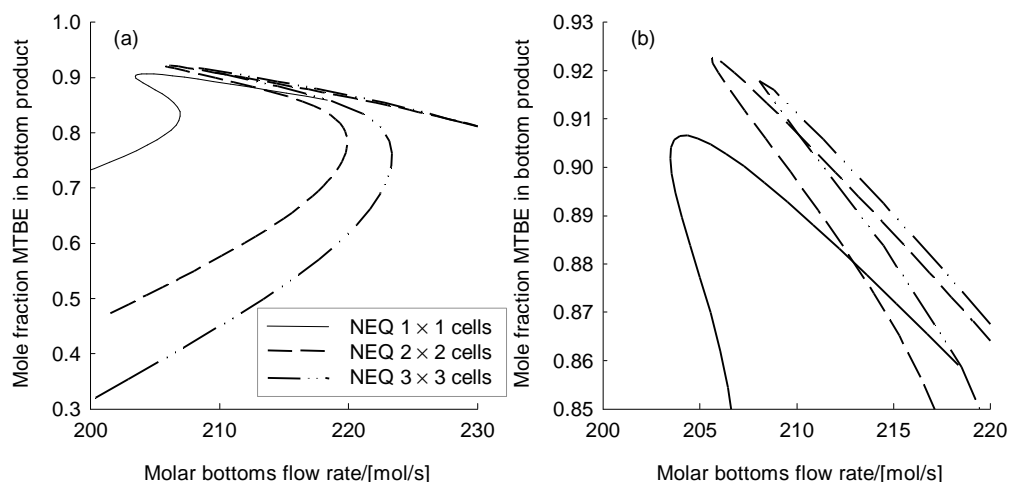 (a)
Mole fraction MTBE in bottom product
1.0
0.9
0.8
0.7
0.6
0.5
0.4
0.3
200
210
220
230
Molar bottoms flow rate/[mol/s]
NEQ 1 × 1 cells
NEQ 2 × 2 cells
NEQ 3 × 3 cells
(b)
Mole fraction MTBE in bottom product
0.93
0.92
0.91
0.90
0.89
0.88
0.87
0.86
0.85
200
205
210
215
220
Molar bottoms flow rate/[mol/s]